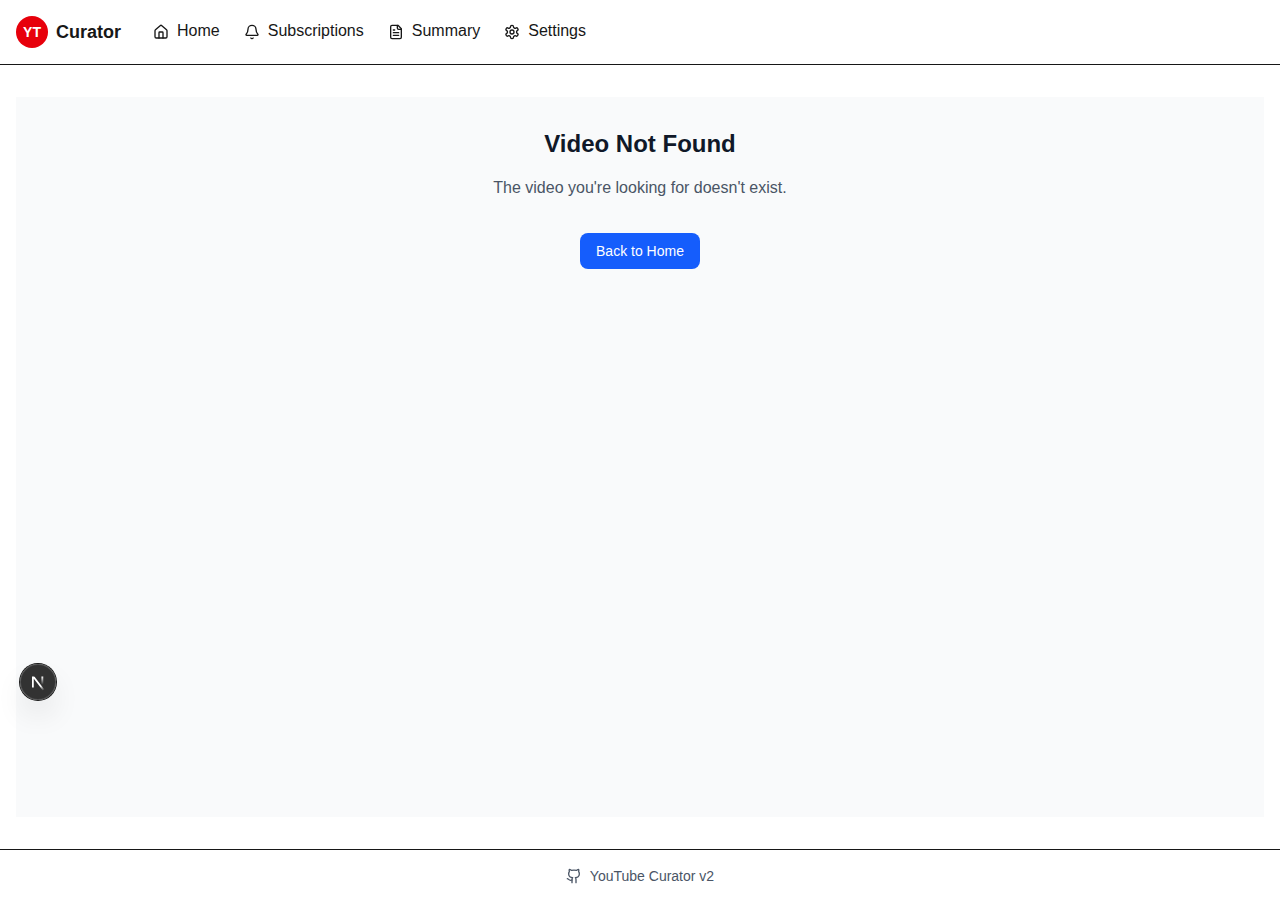 YT Curator Home Subscriptions Summary Settings
Video Not Found
The video you're looking for doesn't exist.
Back to Home
N
YouTube Curator v2